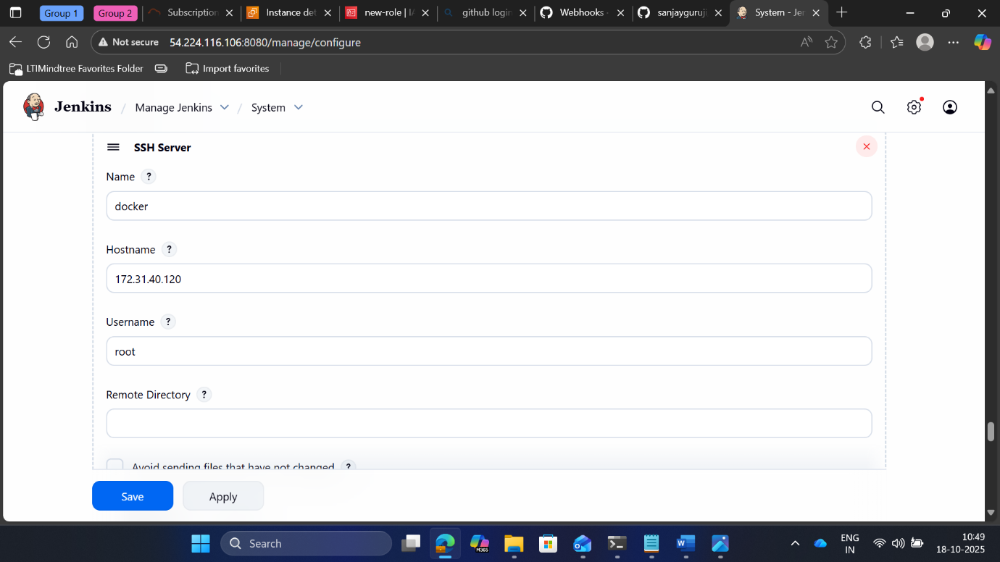 Group 1
Group 2
Subscription
Instance det
new-role | IA
github login
Webhooks
sanjayguruji
System - Jen
Not secure
54.224.116.106:8080/manage/configure
LTIMindtree Favorites Folder
Import favorites
Jenkins / Manage Jenkins / System
SSH Server
Name ?
docker
Hostname ?
172.31.40.120
Username ?
root
Remote Directory ?
Avoid sending files that have not changed ?
Save
Apply
Search
M365
ENG
IN
10:49
18-10-2025